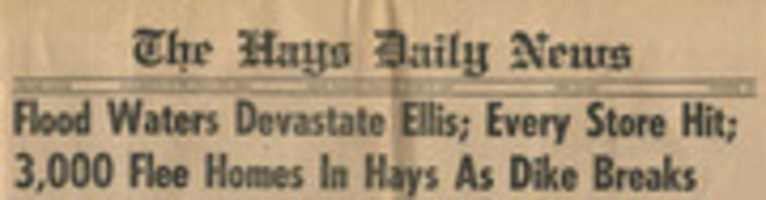 The Hays Daily News
Flood Waters Devastate Ellis; Every Store Hit;
3,000 Flee Homes In Hays As Dike Breaks